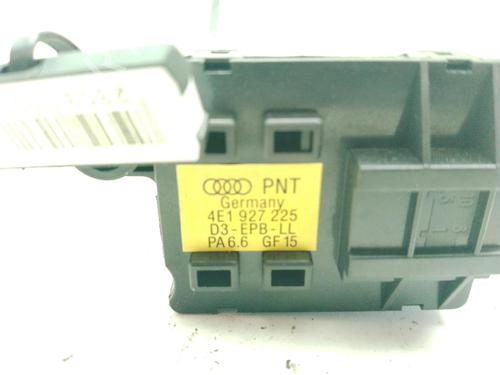 PNT
Germany
4E1 927 225
D3-EPB-LL
PA6.6 GF15